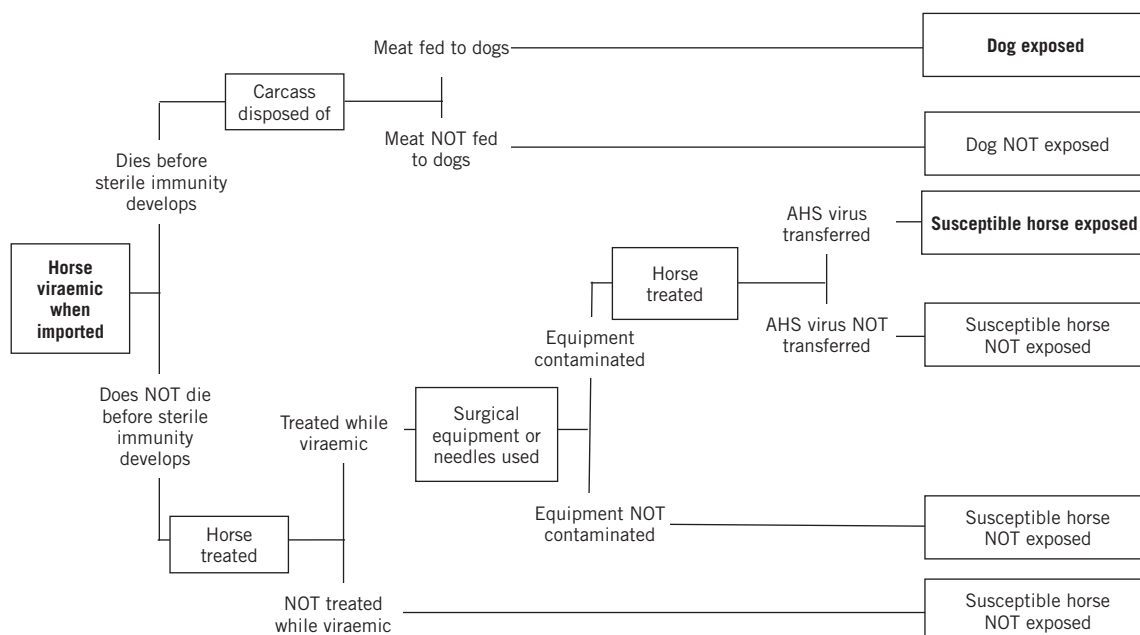 Meat fed to dogs
Dog exposed
Carcass
disposed of
Meat NOT fed
to dogs
Dog NOT exposed
Dies before
sterile immunity
develops
AHS virus
transferred
Susceptible horse exposed
Horse
viraemic
when
imported
Horse
treated
Equipment
contaminated
AHS virus NOT
transferred
Susceptible horse
NOT exposed
Does NOT die
before sterile
immunity
develops
Treated while
viraemic
Surgical
equipment or
needles used
Equipment NOT
contaminated
Susceptible horse
NOT exposed
Horse
treated
NOT treated
while viraemic
Susceptible horse
NOT exposed